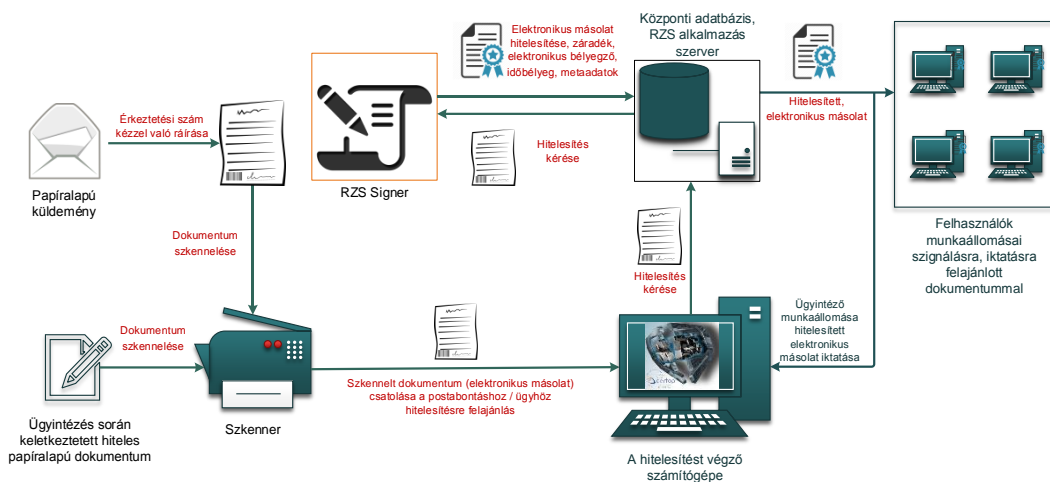 Elektronikus másolat
hitelesítése, záradék,
elektronikus bélyegző,
időbélyeg, metaadatok
Központi adatbázis,
RZS alkalmazás
szerver
Érkeztetési szám
kézzel való ráírása
Hitelesített,
elektronikus másolat
Hitelesítés
kérése
Papíralapú
küldemény
RZS Signer
Felhasználók
munkaállomásai
szignálásra, iktatásra
felajánlott
dokumentummal
Dokumentum
szkennelése
Hitelesítés
kérése
Ügyintéző
munkaállomása
hitelesített
elektronikus
másolat iktatása
Dokumentum
szkennelése
Szkennelt dokumentum (elektronikus másolat)
csatolása a postabontáshoz / ügyhöz
hitelesítésre felajánlás
Ügyintézés során
keletkeztetett hiteles
papíralapú dokumentum
Szkenner
A hitelesítést végző
számítógépe